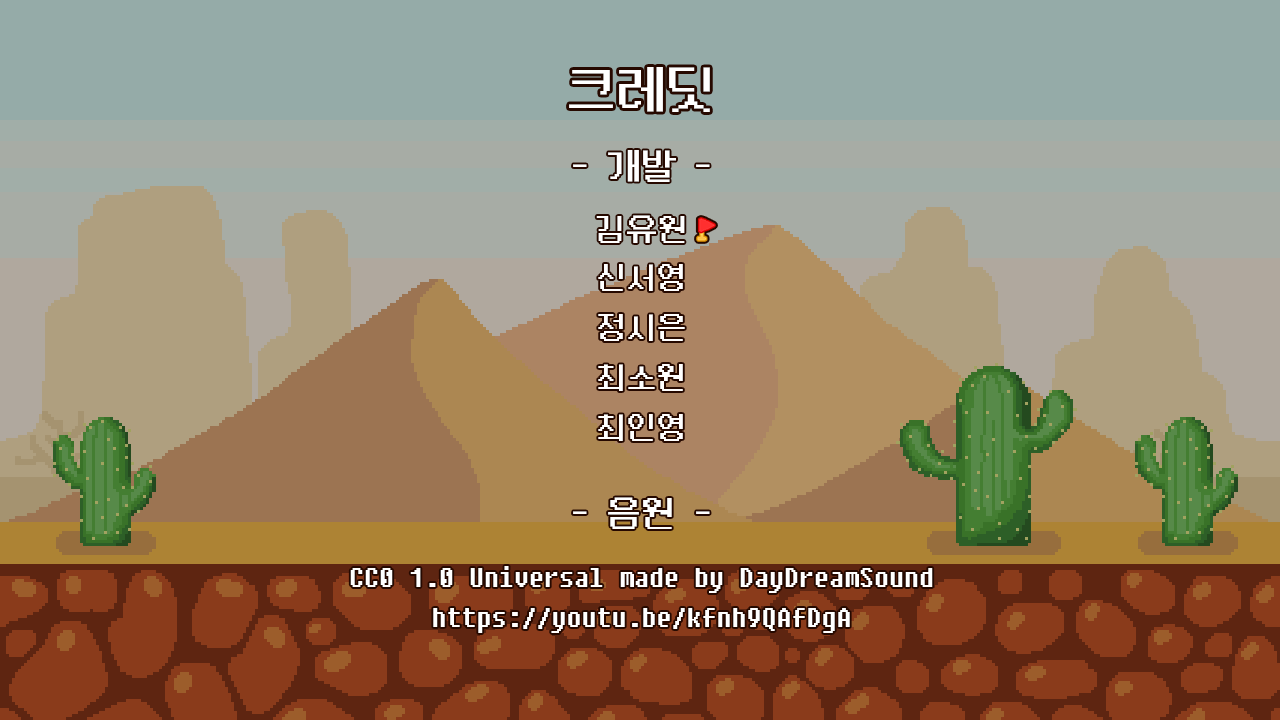 크레딧
- 개발 -
김유원
신서영
정시은
최소원
최인영
- 음원 -
CC0 1.0 Universal made by DayDreamSound
https://youtu.be/kfnh9QAfDgA